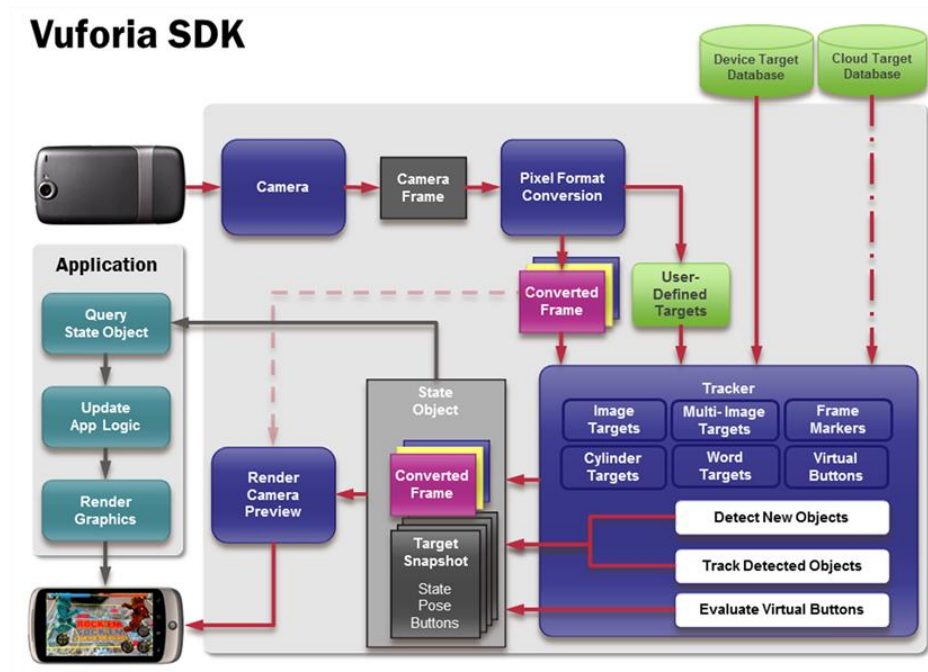 Vuforia SDK
Device Target
Database
Cloud Target
Database
Camera
Camera
Frame
Pixel Format
Conversion
Application
Query
State Object
Update
App Logic
Render
Graphics
Converted
Frame
User-
Defined
Targets
State
Object
Converted
Frame
Target
Snapshot
State
Pose
Buttons
Render
Camera
Preview
Tracker
Image
Targets
Multi-Image
Targets
Frame
Markers
Cylinder
Targets
Word
Targets
Virtual
Buttons
Detect New Objects
Track Detected Objects
Evaluate Virtual Buttons
ROCK'EM